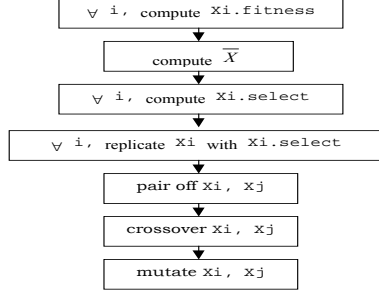 ∀ i, compute Xi.fitness
compute X̅
∀ i, compute Xi.select
∀ i, replicate Xi with Xi.select
pair off Xi, Xj
crossover Xi, Xj
mutate Xi, Xj